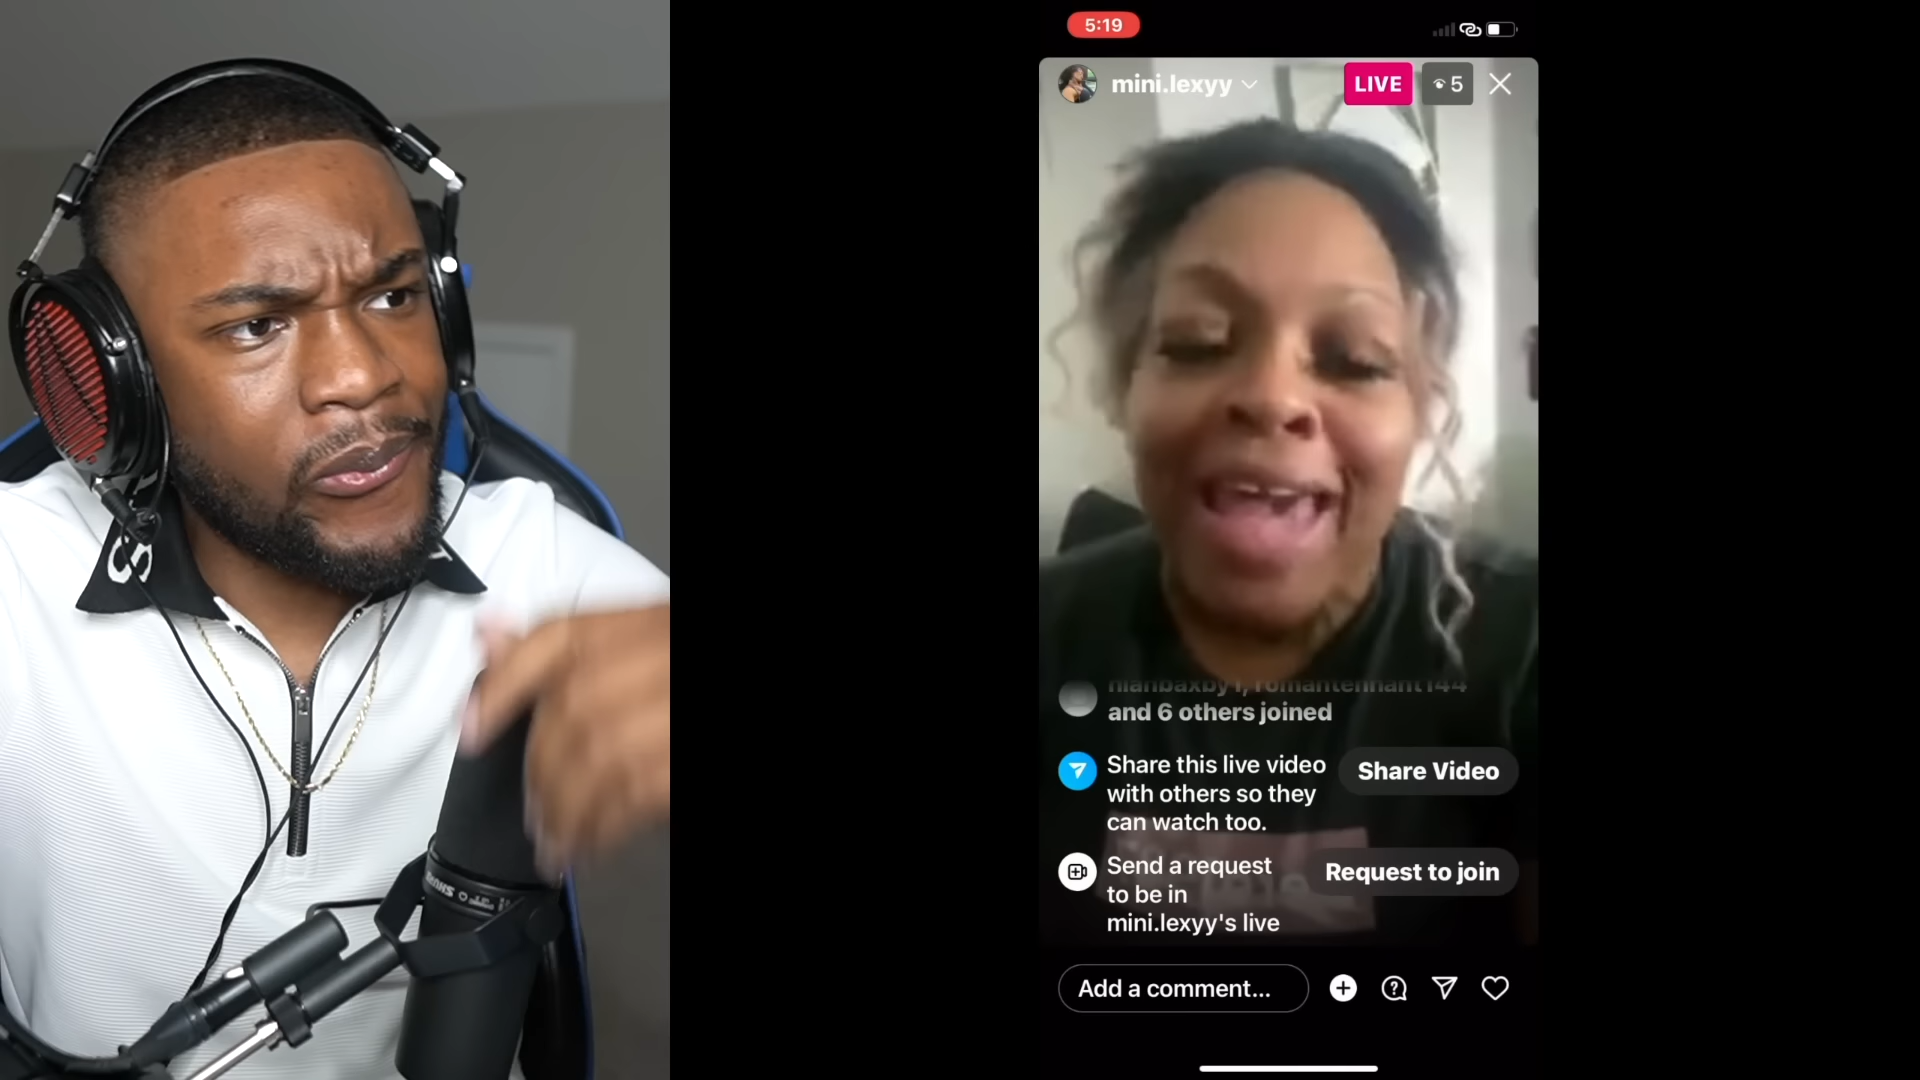 5:19
mini.lexyy
LIVE
5
and 6 others joined
Share this live video
with others so they
can watch too.
Share Video
Send a request
to be in
mini.lexyy's live
Request to join
Add a comment...